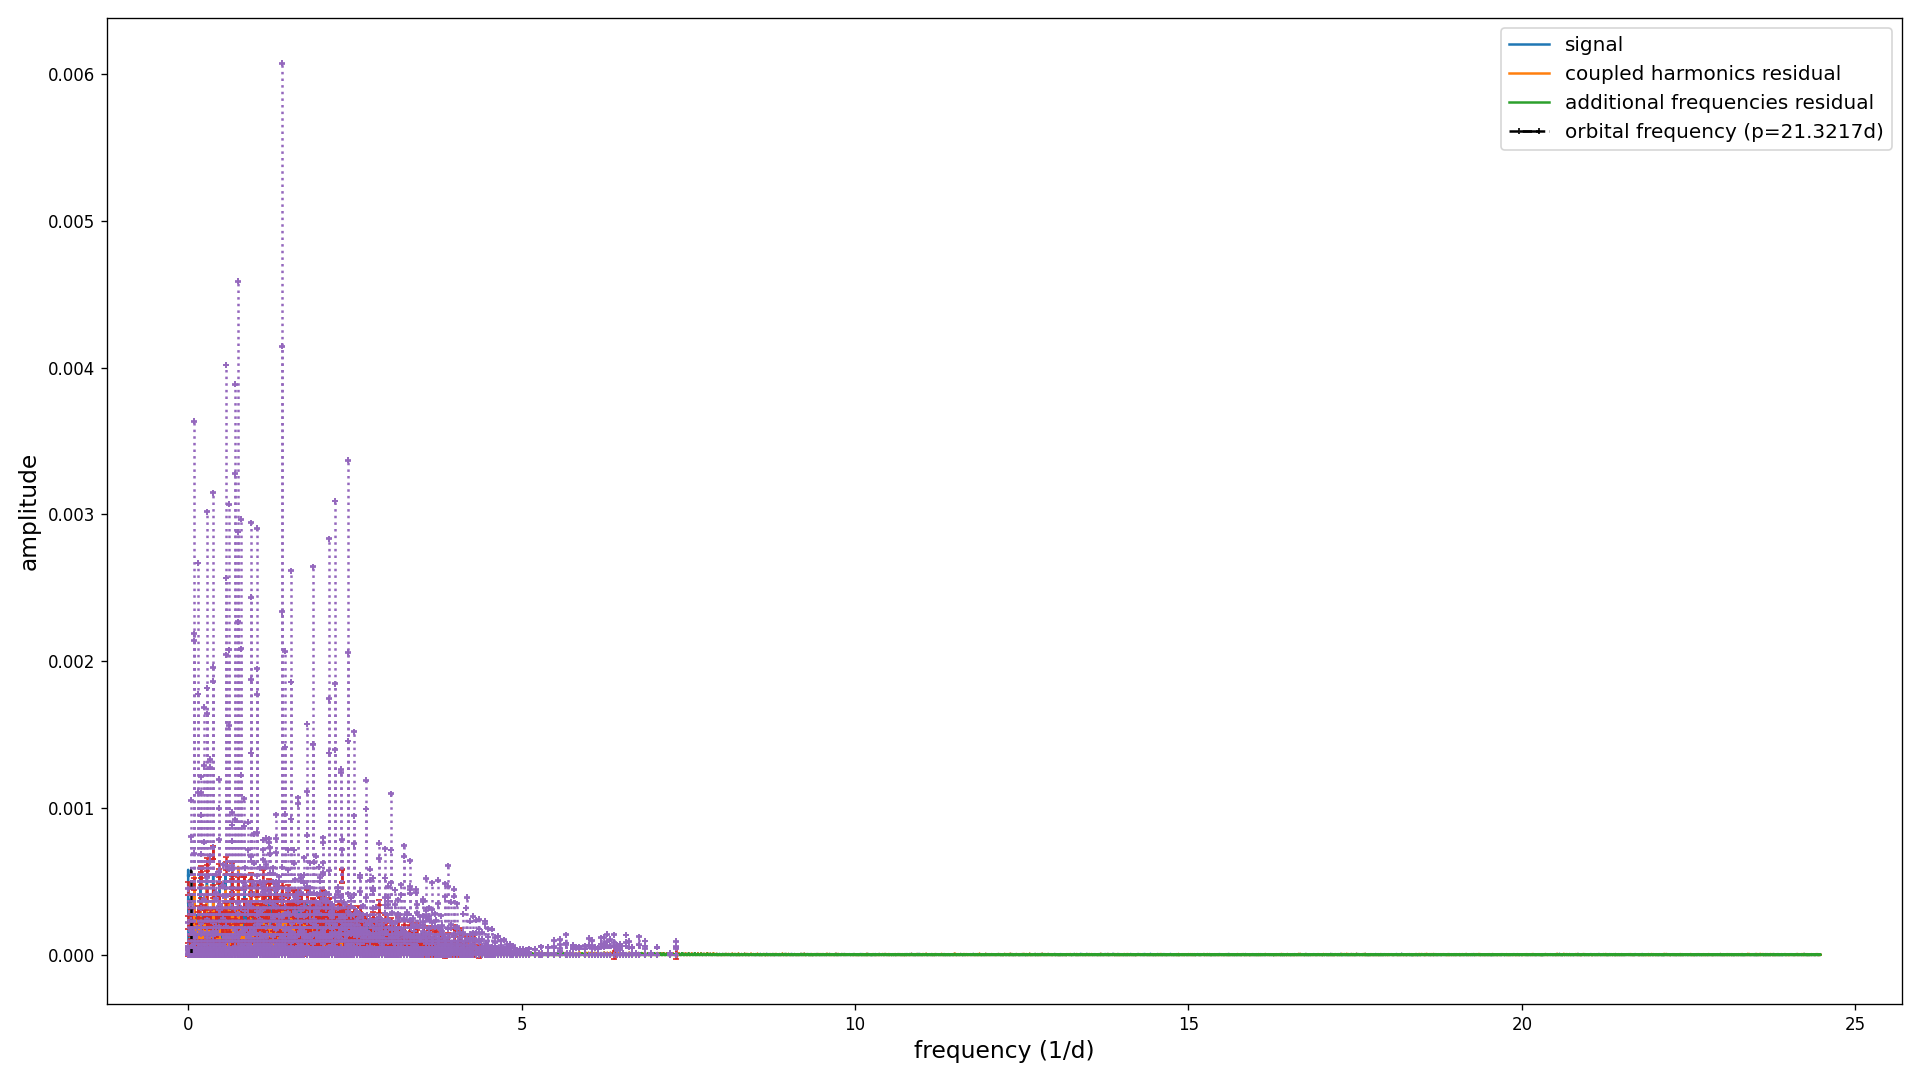 signal
coupled harmonics residual
additional frequencies residual
orbital frequency (p=21.3217d)
amplitude
0.006
0.005
0.004
0.003
0.002
0.001
0.000
0 5 10 15 20 25
frequency (1/d)